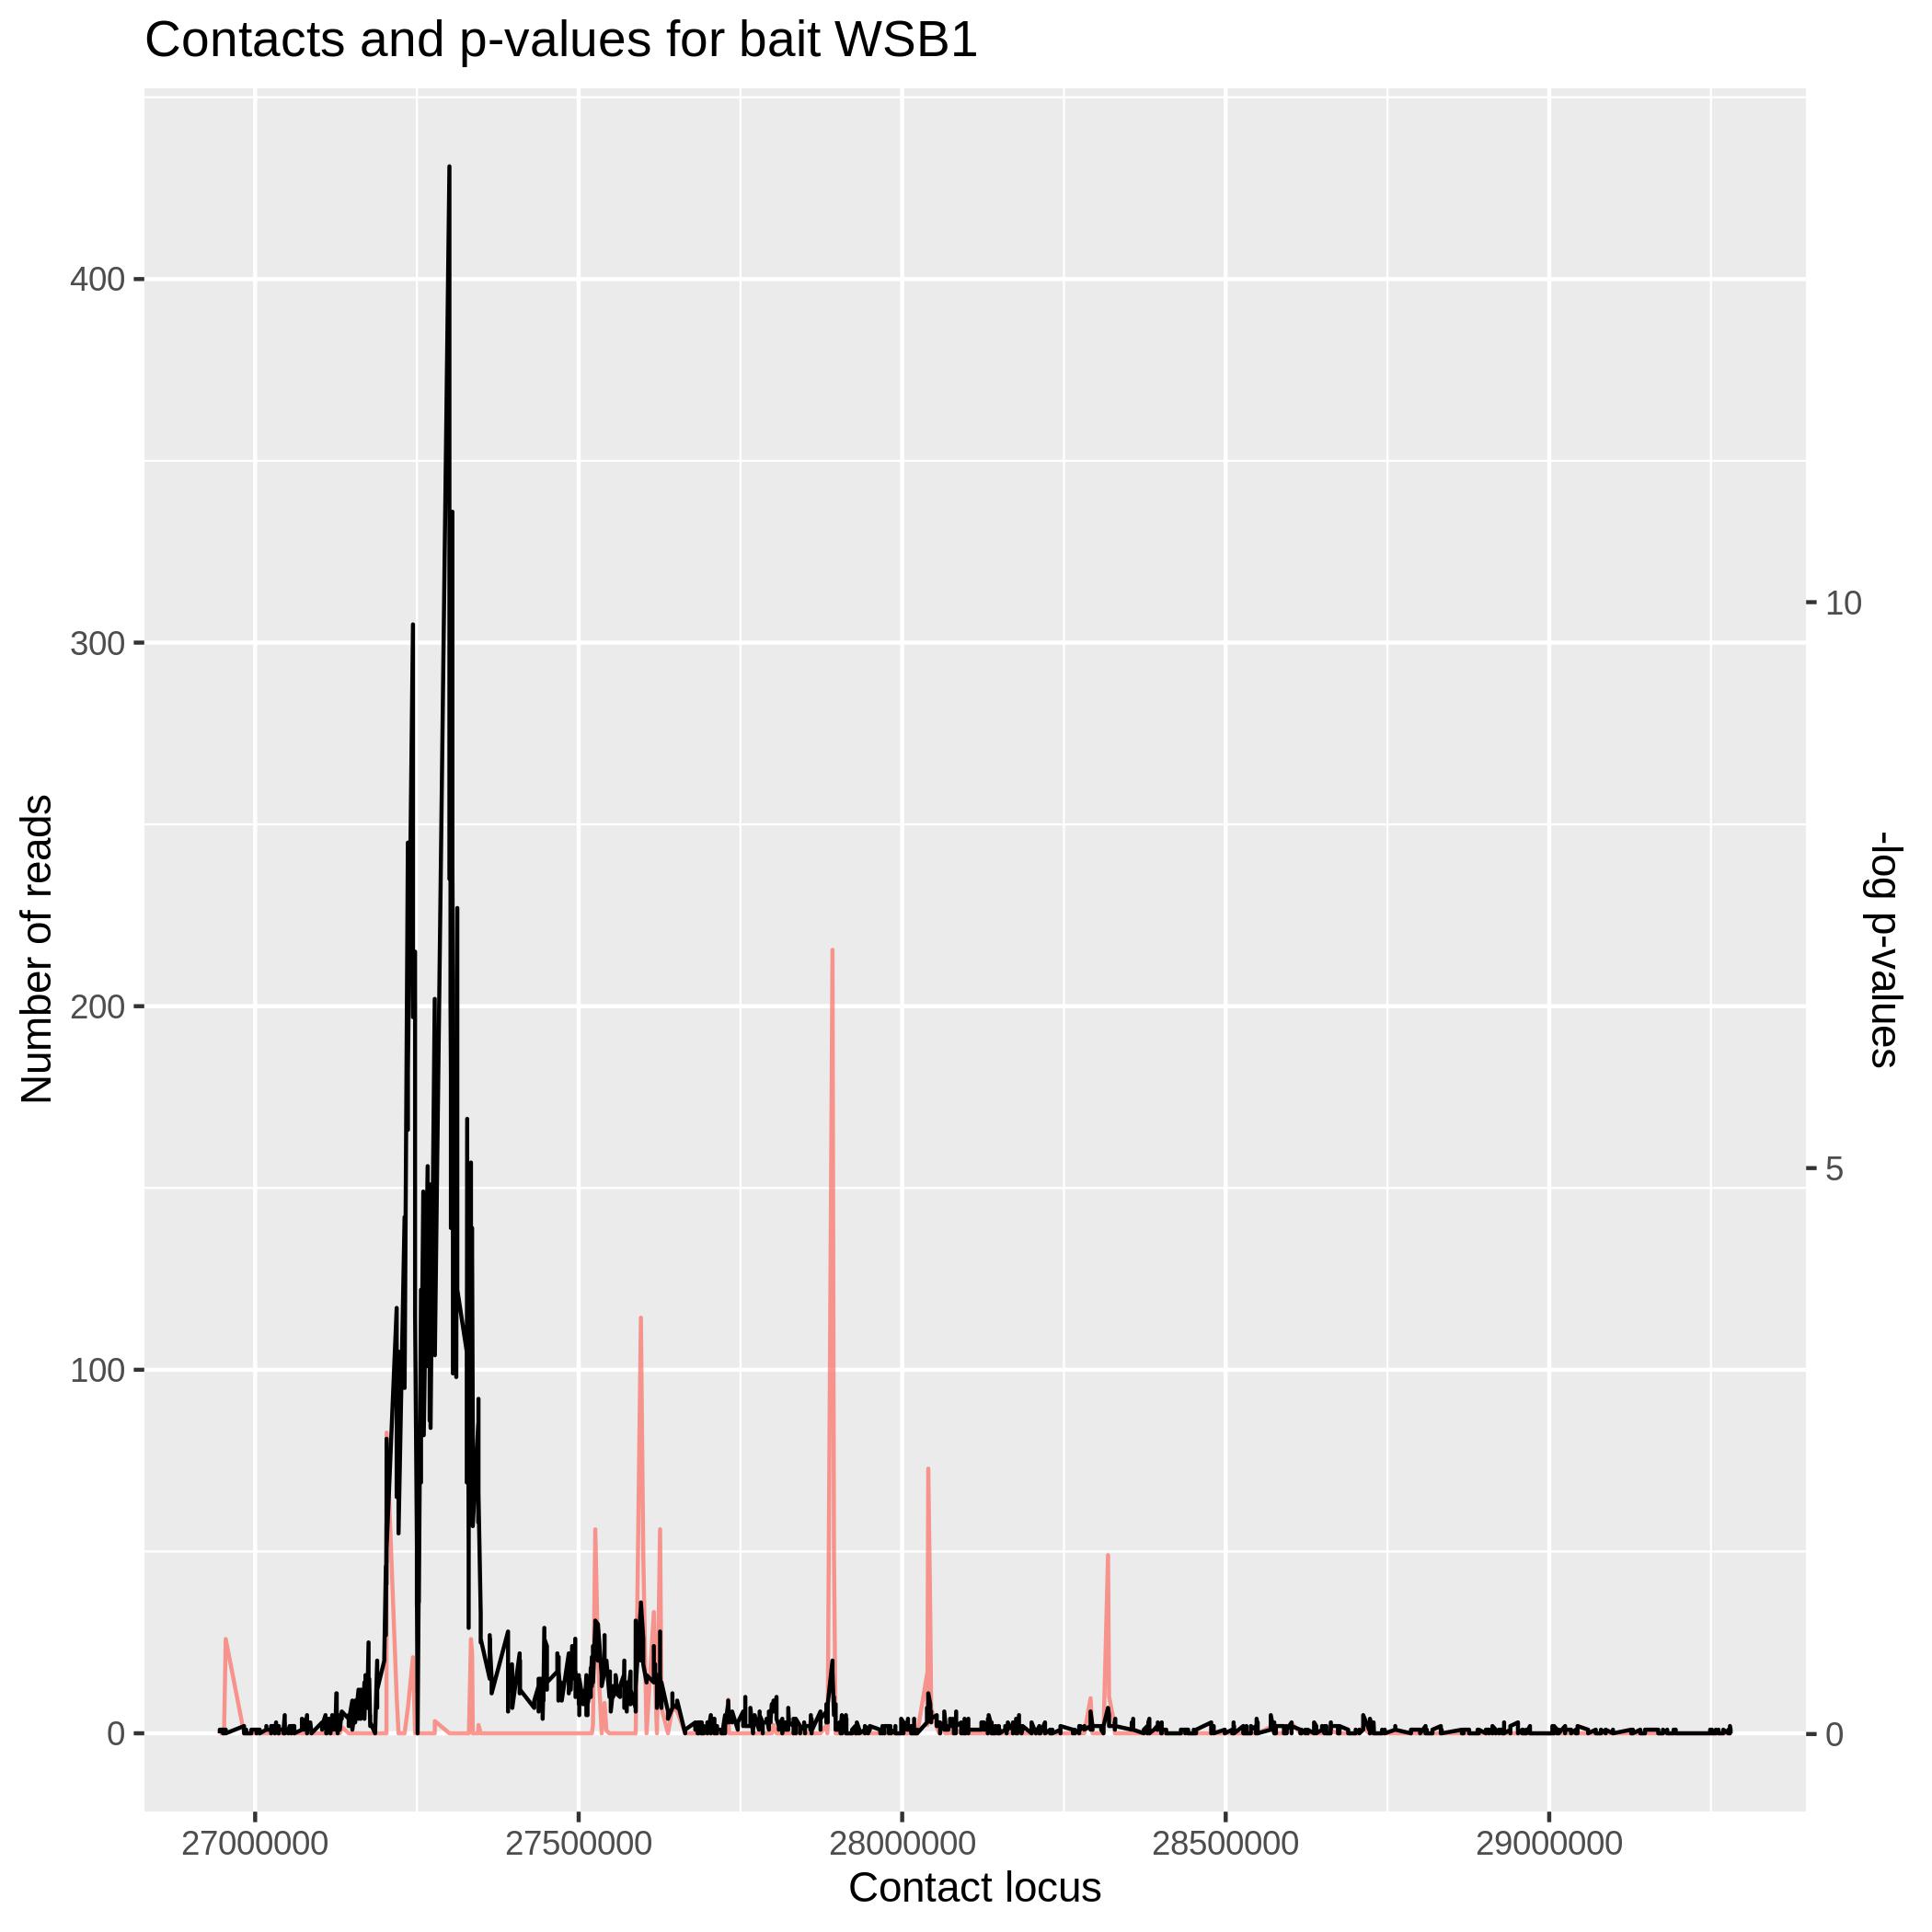 Contacts and p-values for bait WSB1
Number of reads
400
300
200
100
0
10
5
0
-log p-values
27000000 27500000 28000000 28500000 29000000
Contact locus